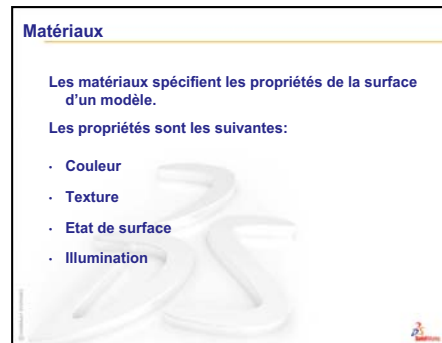 Matériaux
Les matériaux spécifient les propriétés de la surface
d'un modèle.
Les propriétés sont les suivantes:
• Couleur
• Texture
• Etat de surface
• Illumination
SolidWorks